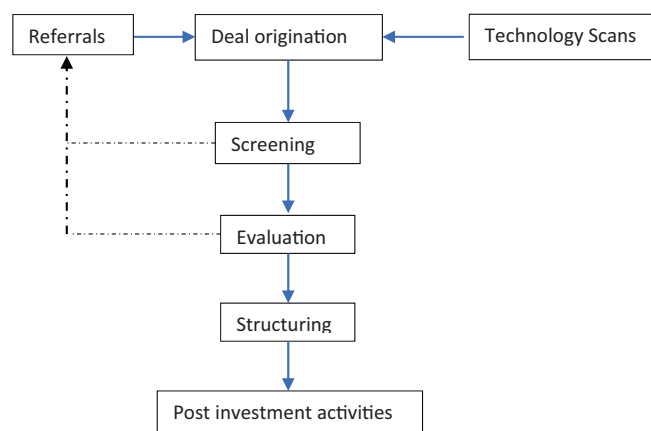 Referrals
Deal origination
Technology Scans
Screening
Evaluation
Structuring
Post investment activities